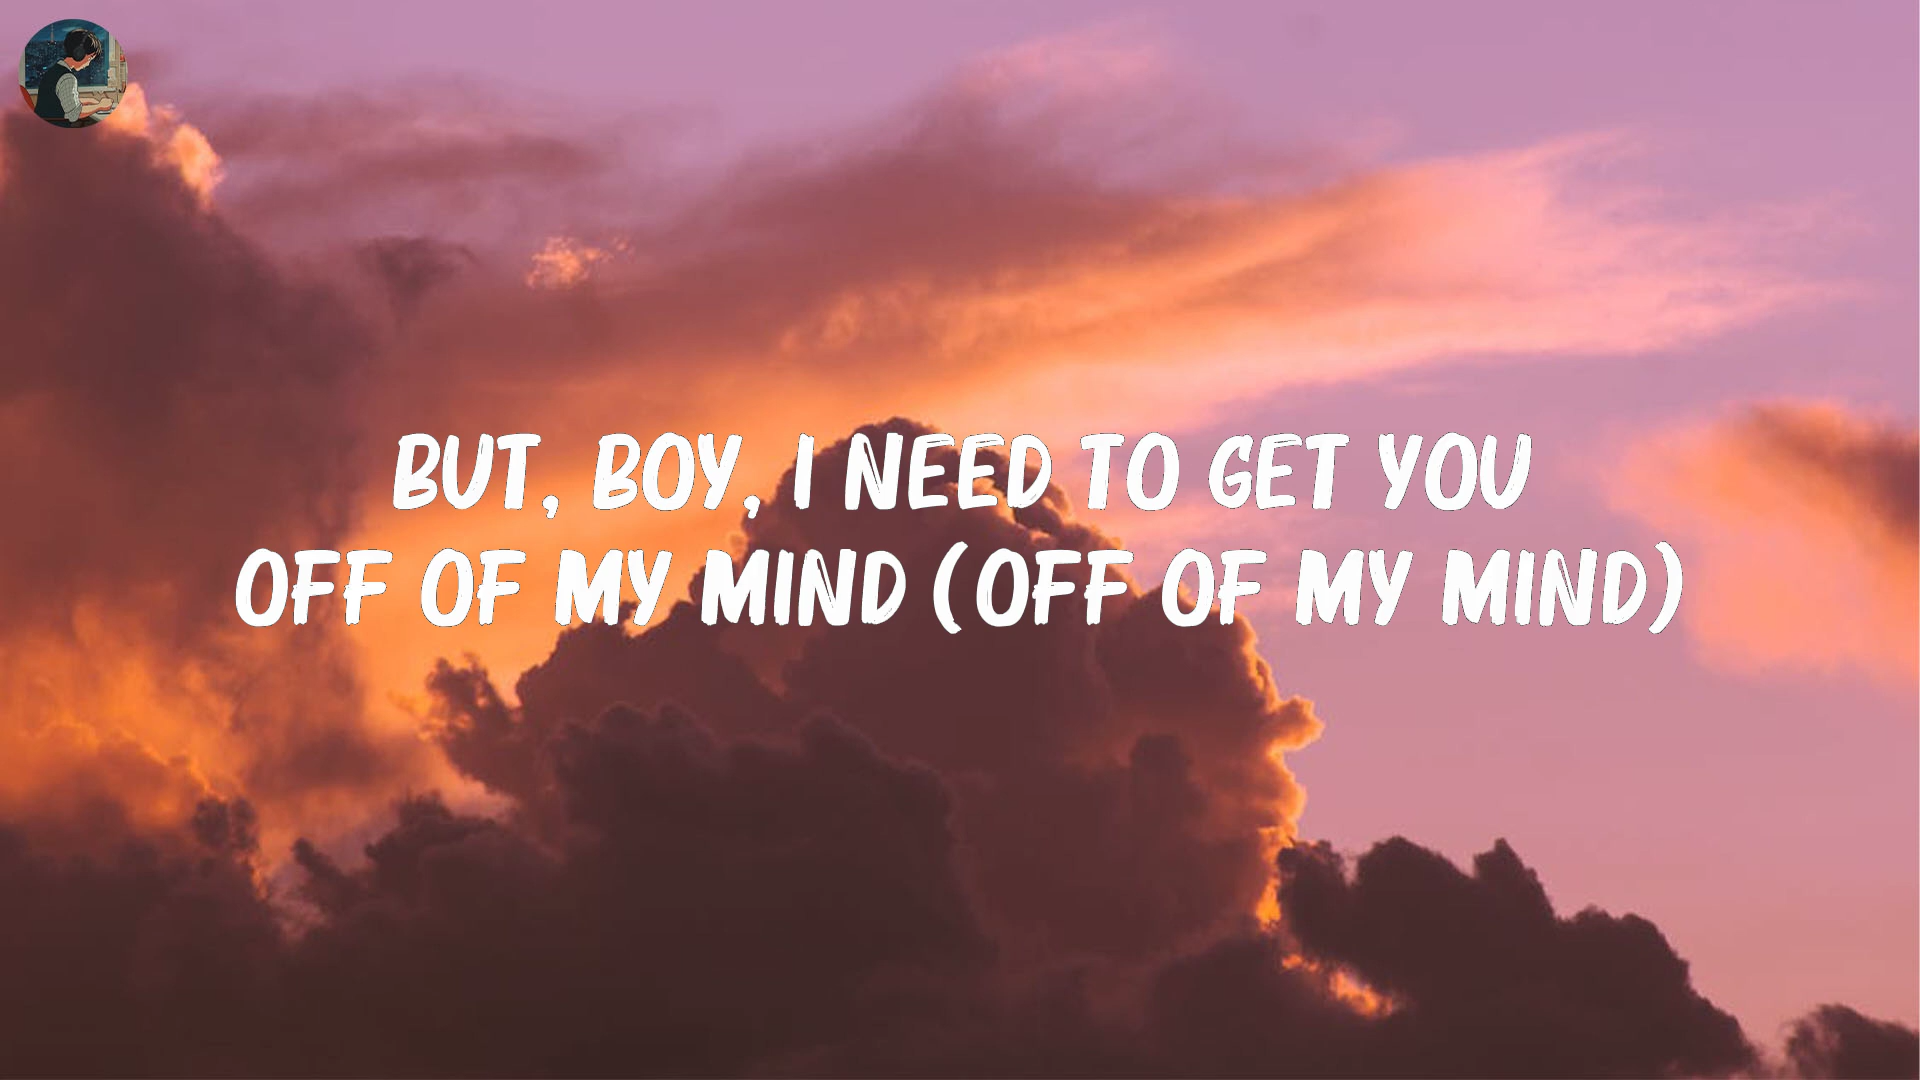 BUT, BOY, I NEED TO GET YOU
OFF OF MY MIND (OFF OF MY MIND)